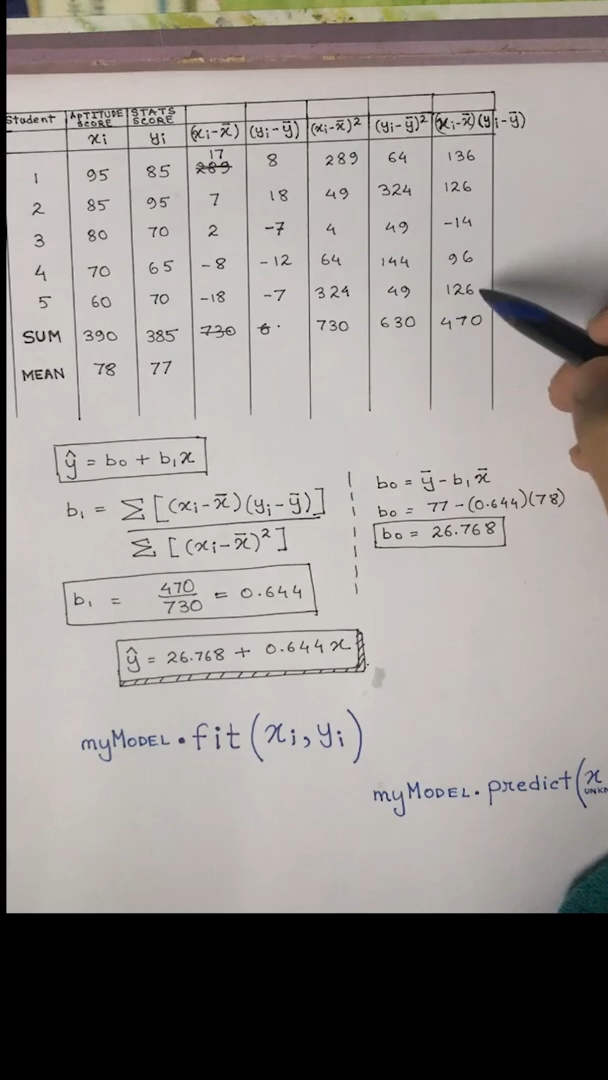 Student APTITUDE SCORE STATS SCORE
xi yi (xi-x̄) (yi-ȳ) (xi-x̄)² (yi-ȳ)² (xi-x̄)(yi-ȳ)
1 95 85 289 17 8 289 64 136
2 85 95 7 18 49 324 126
3 80 70 2 -7 4 49 -14
4 70 65 -8 -12 64 144 96
5 60 70 -18 -7 324 49 126
SUM 390 385 730 730 630 470
MEAN 78 77
ŷ = b₀ + b₁x
b₁ = Σ[(xi-x̄)(yi-ȳ)]
Σ[(xi-x̄)²]
b₁ = 470/730 = 0.644
ŷ = 26.768 + 0.644x
b₀ = ȳ - b₁x̄
b₀ = 77 - (0.644)(78)
b₀ = 26.768
myMODEL.fit(xi, yi)
myMODEL.predict(x